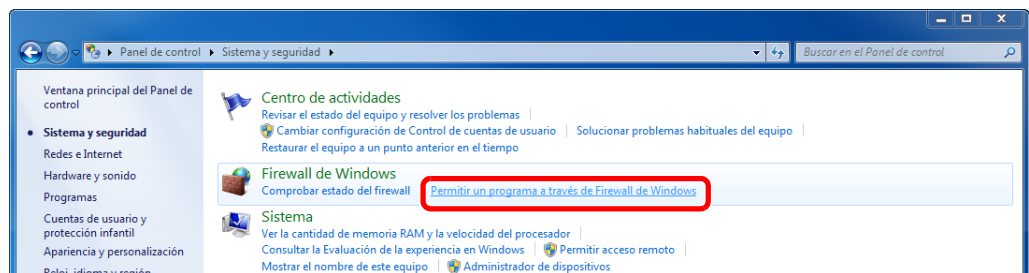 Panel de control Sistema y seguridad Buscar en el Panel de control
Ventana principal del Panel de
control
Sistema y seguridad
Redes e Internet
Hardware y sonido
Programas
Cuentas de usuario y
protección infantil
Apariencia y personalización
Reloj, idioma y región
Centro de actividades
Revisar el estado del equipo y resolver los problemas
Cambiar configuración de Control de cuentas de usuario Solucionar problemas habituales del equipo
Restaurar el equipo a un punto anterior en el tiempo
Firewall de Windows
Comprobar estado del firewall Permitir un programa a través de Firewall de Windows
Sistema
Ver la cantidad de memoria RAM y la velocidad del procesador
Consultar la Evaluación de la experiencia en Windows Permitir acceso remoto
Mostrar el nombre de este equipo Administrador de dispositivos